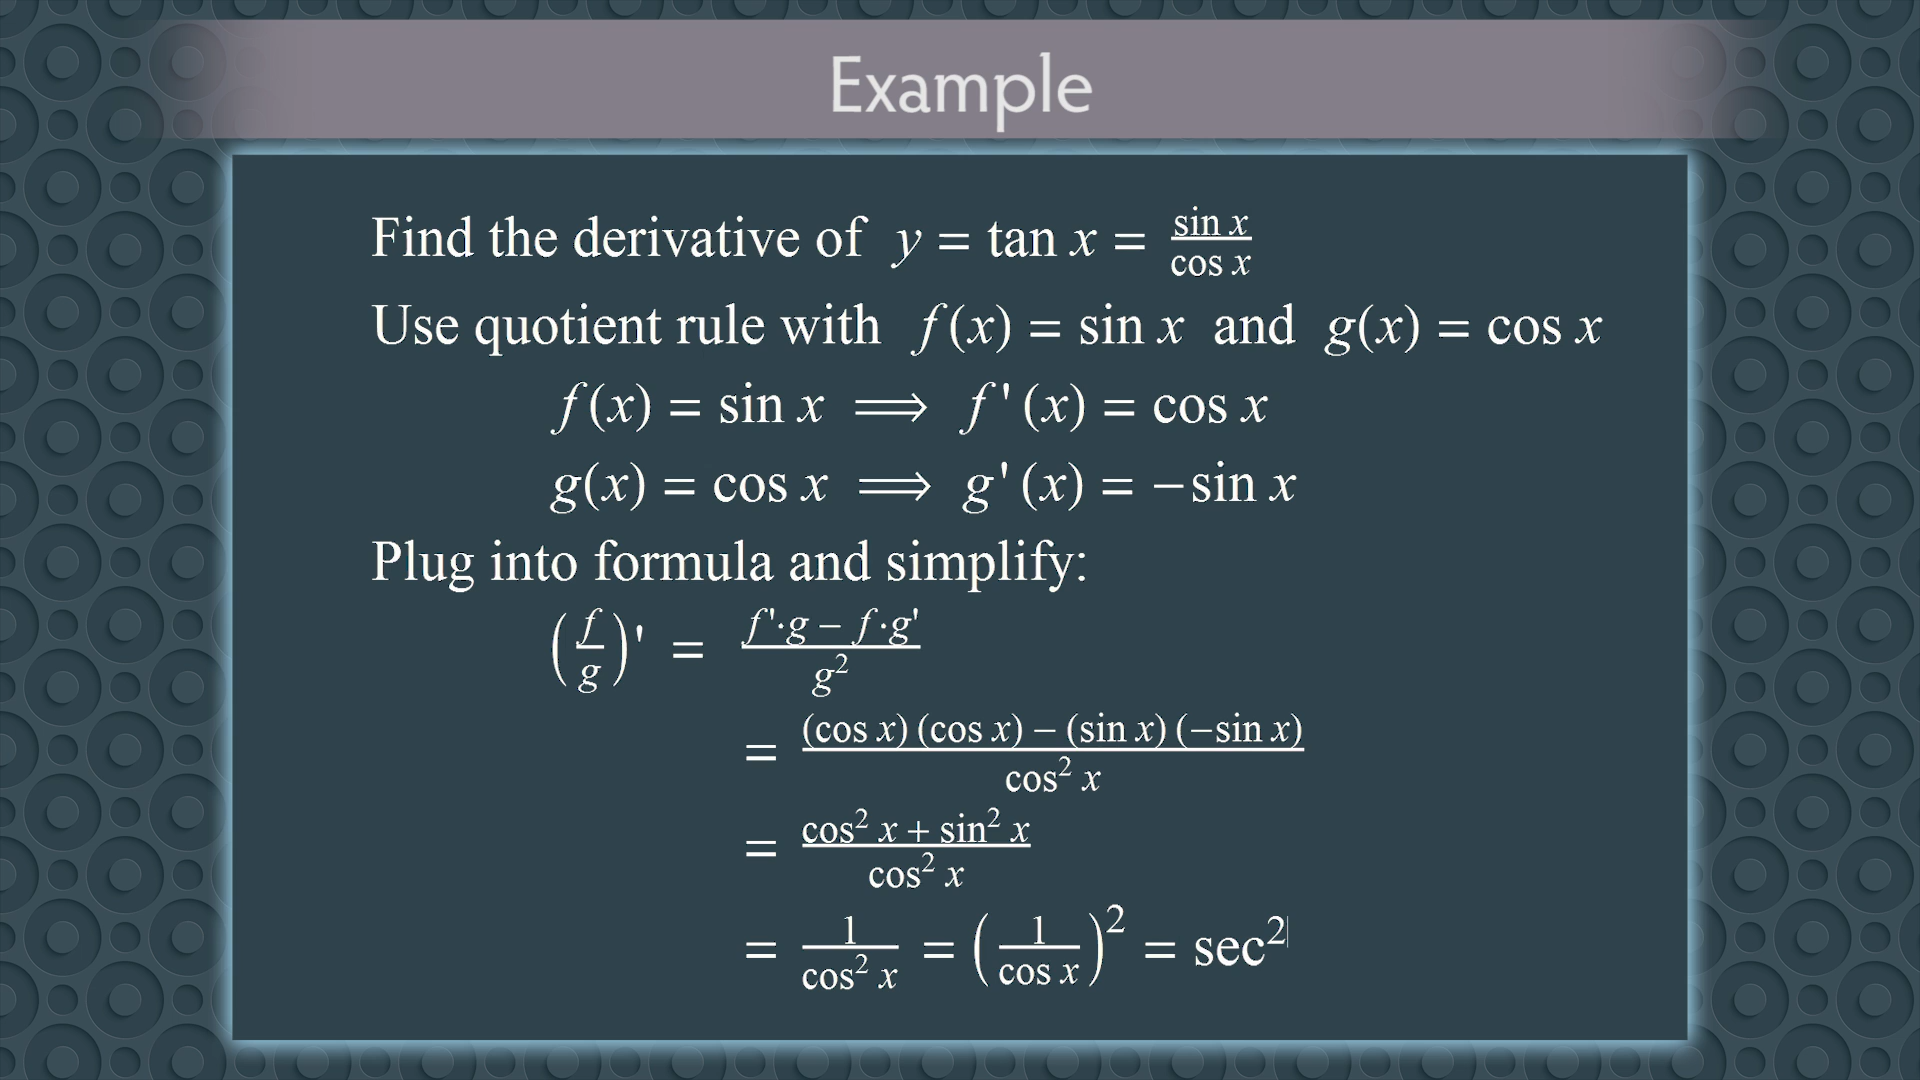 Example
Find the derivative of y = tan x = sin x / cos x
Use quotient rule with f(x) = sin x and g(x) = cos x
f(x) = sin x ⟹ f'(x) = cos x
g(x) = cos x ⟹ g'(x) = −sin x
Plug into formula and simplify:
(f/g)' = (f'·g − f·g') / g²
= (cos x)(cos x) − (sin x)(−sin x) / cos² x
= cos² x + sin² x / cos² x
= 1 / cos² x = (1 / cos x)² = sec²